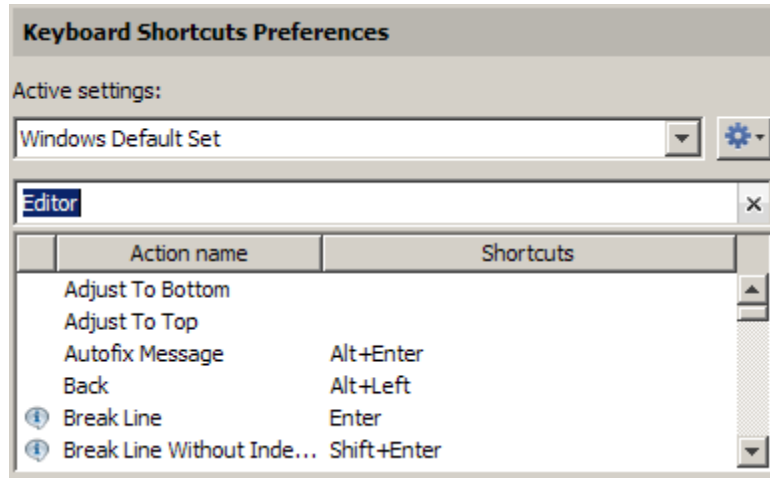 Keyboard Shortcuts Preferences
Active settings:
Windows Default Set
Editor
Action name Shortcuts
Adjust To Bottom
Adjust To Top
Autofix Message Alt+Enter
Back Alt+Left
Break Line Enter
Break Line Without Inde... Shift+Enter